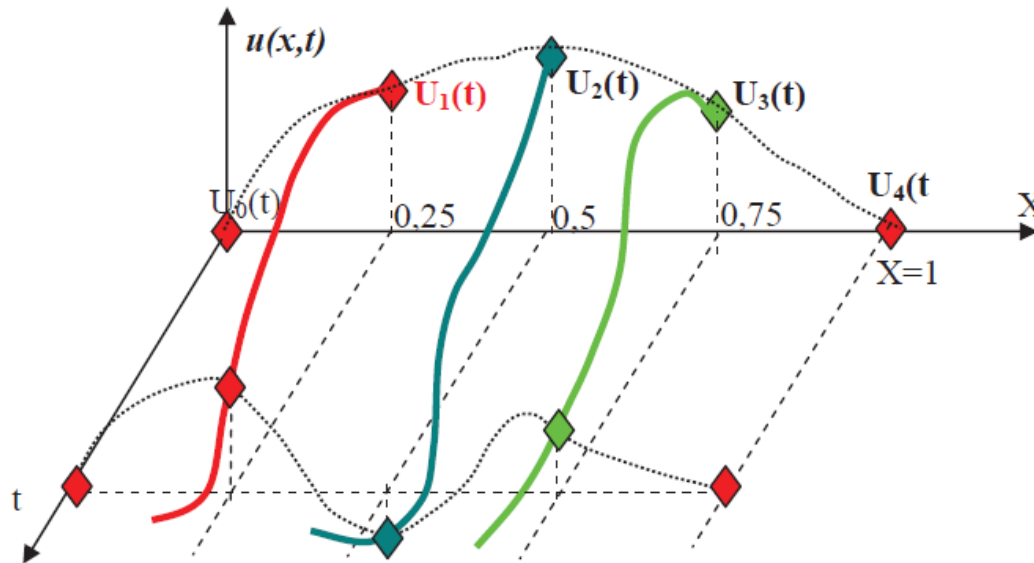 u(x,t)
U₁(t)
U₂(t)
U₃(t)
U₀(t)
0,25
0,5
0,75
U₄(t
X
X=1
t